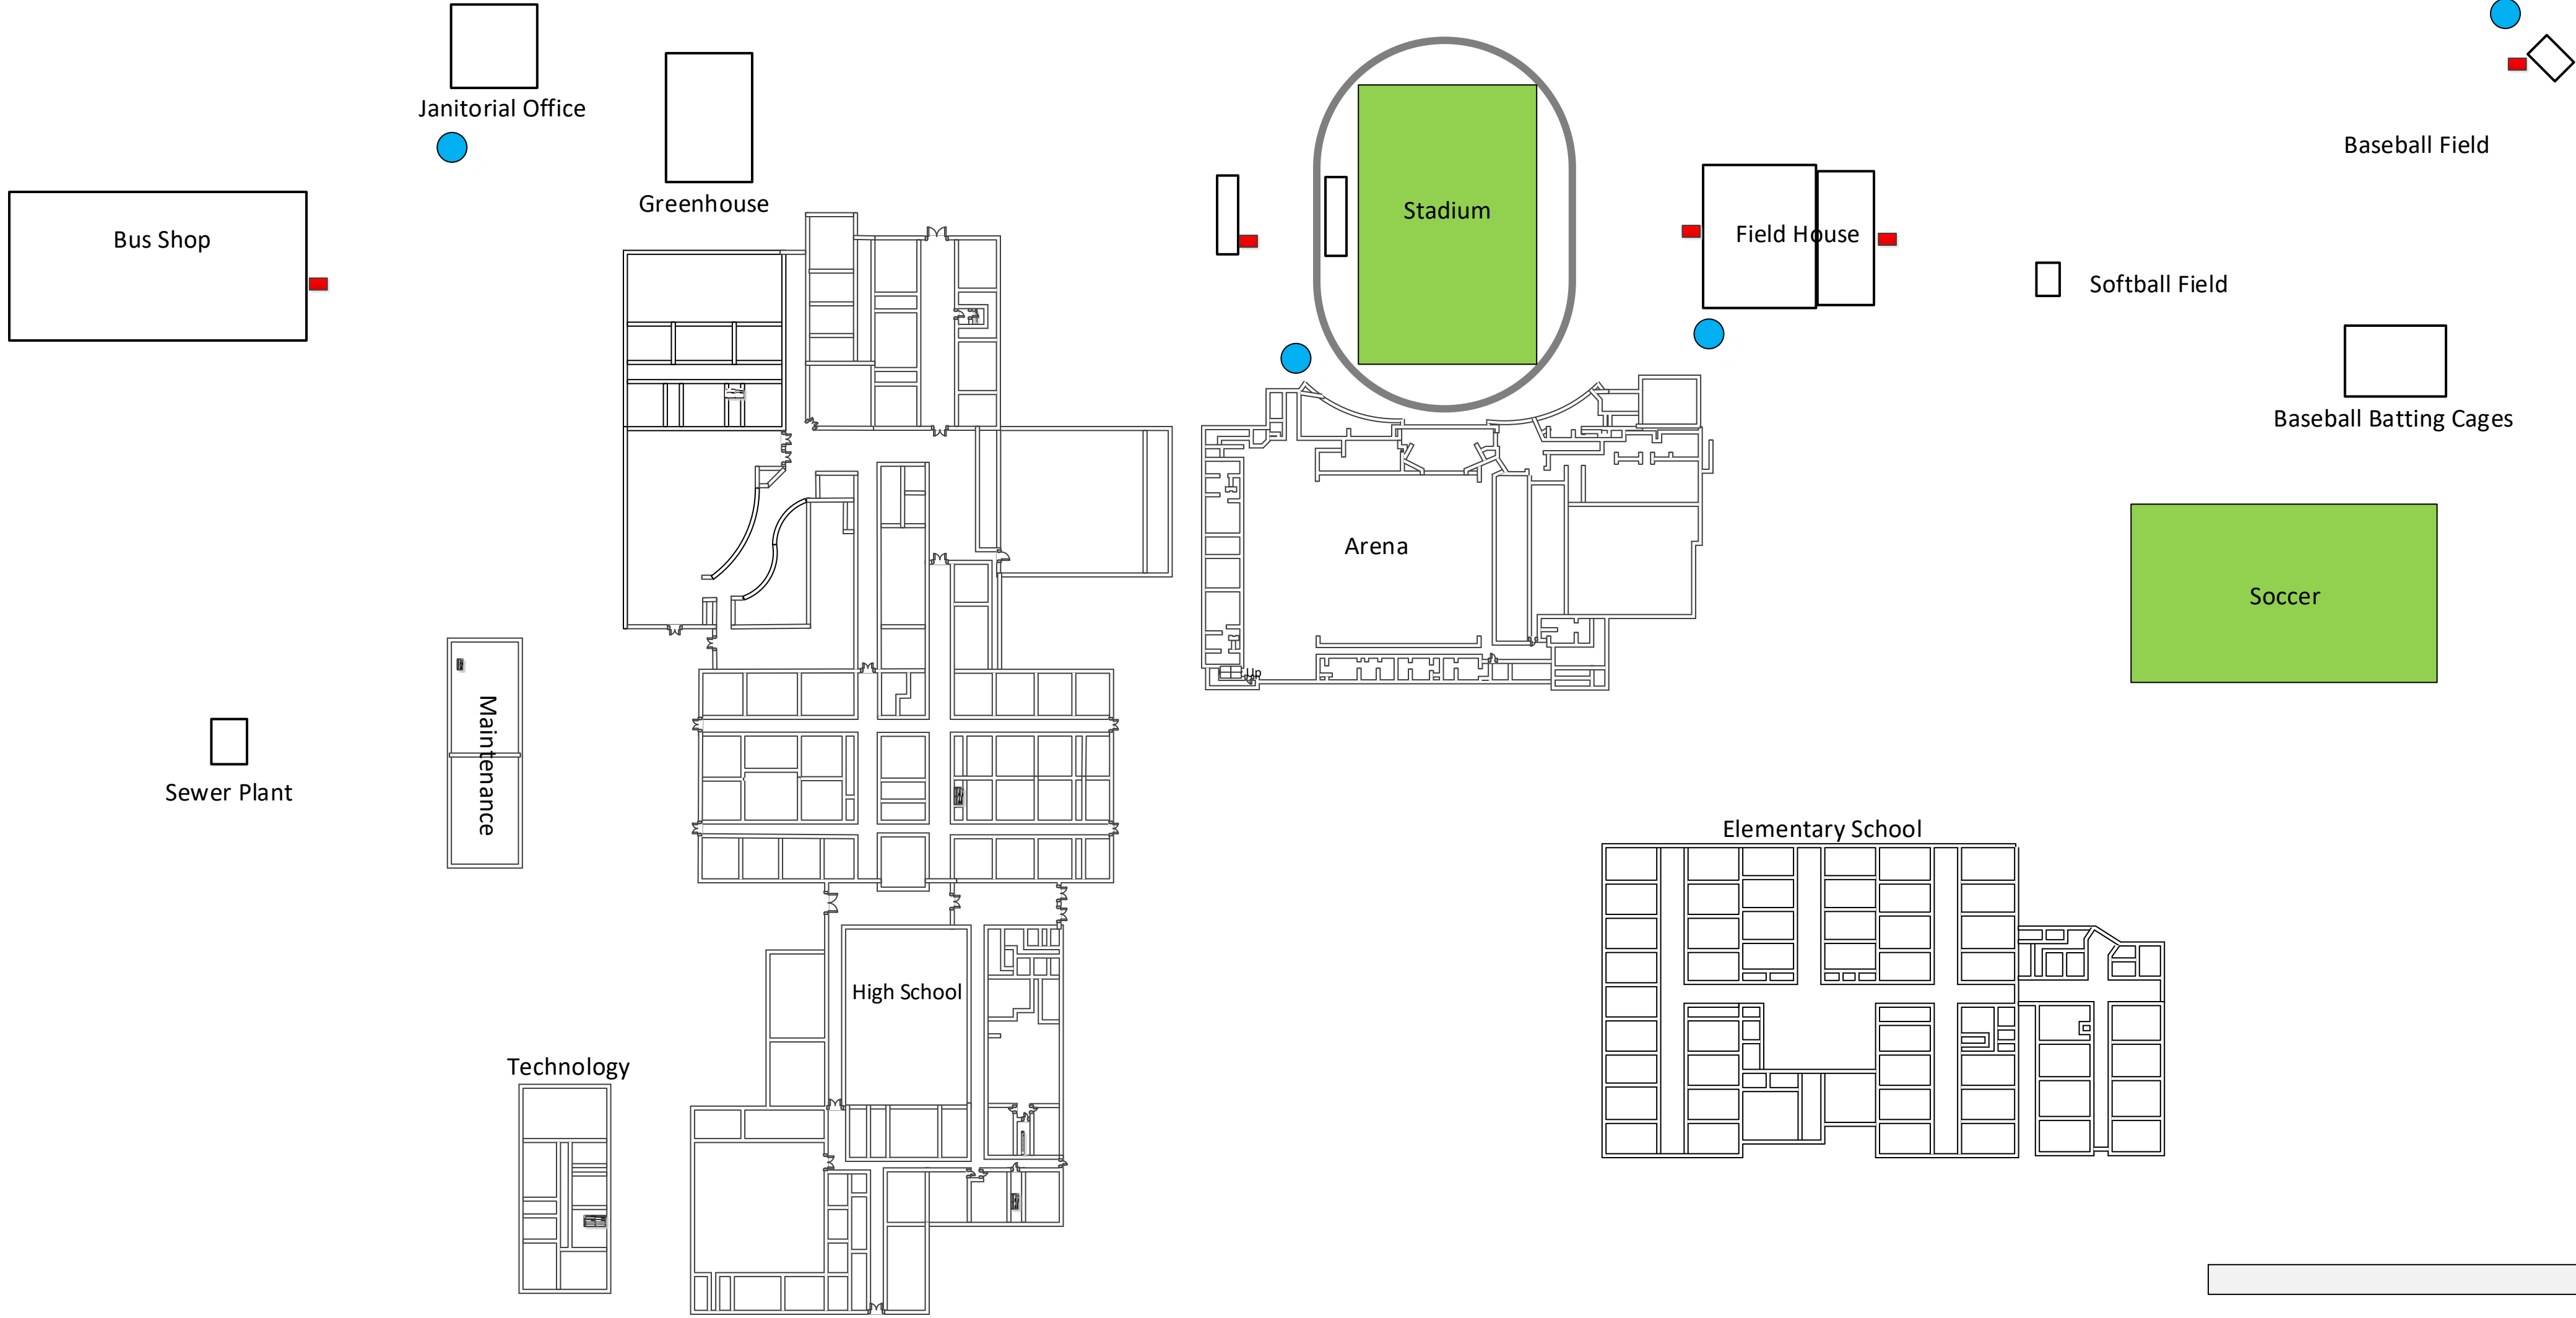 Janitorial Office
Baseball Field
Greenhouse
Stadium
Bus Shop
Field House
Softball Field
Baseball Batting Cages
Arena
Soccer
Up
Maintenance
Sewer Plant
Elementary School
High School
Technology